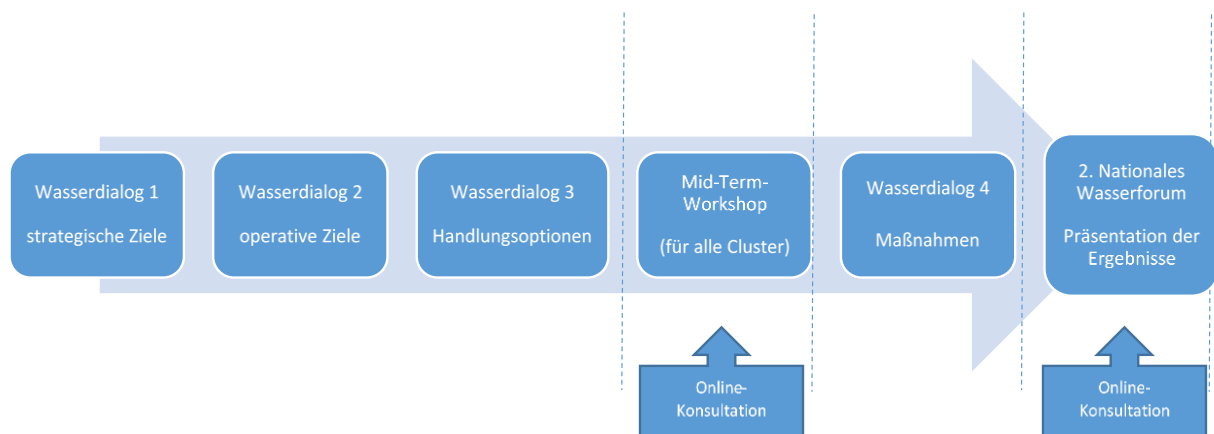 Wasserdialog 1
strategische Ziele
Wasserdialog 2
operative Ziele
Wasserdialog 3
Handlungsoptionen
Mid-Term-
Workshop
(für alle Cluster)
Wasserdialog 4
Maßnahmen
2. Nationales
Wasserforum
Präsentation der
Ergebnisse
Online-
Konsultation
Online-
Konsultation